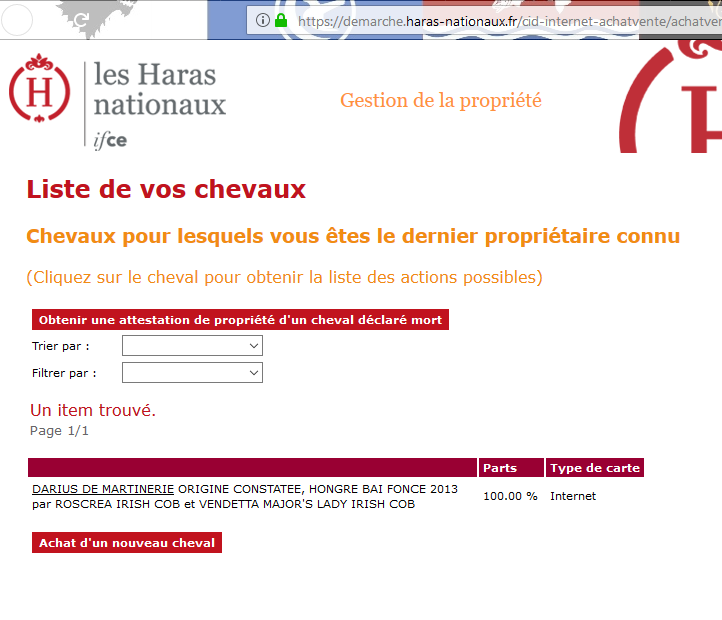 https://demarche.haras-nationaux.fr/cid-internet-achatvente/achatver
H
les Haras
nationaux
ifce
Gestion de la propriété
Liste de vos chevaux
Chevaux pour lesquels vous êtes le dernier propriétaire connu
(Cliquez sur le cheval pour obtenir la liste des actions possibles)
Obtenir une attestation de propriété d'un cheval déclaré mort
Trier par :
Filtrer par :
Un item trouvé.
Page 1/1
Parts Type de carte
DARIUS DE MARTINERIE ORIGINE CONSTATEE, HONGRE BAI FONCE 2013
par ROSCREA IRISH COB et VENDETTA MAJOR'S LADY IRISH COB
100.00 % Internet
Achat d'un nouveau cheval